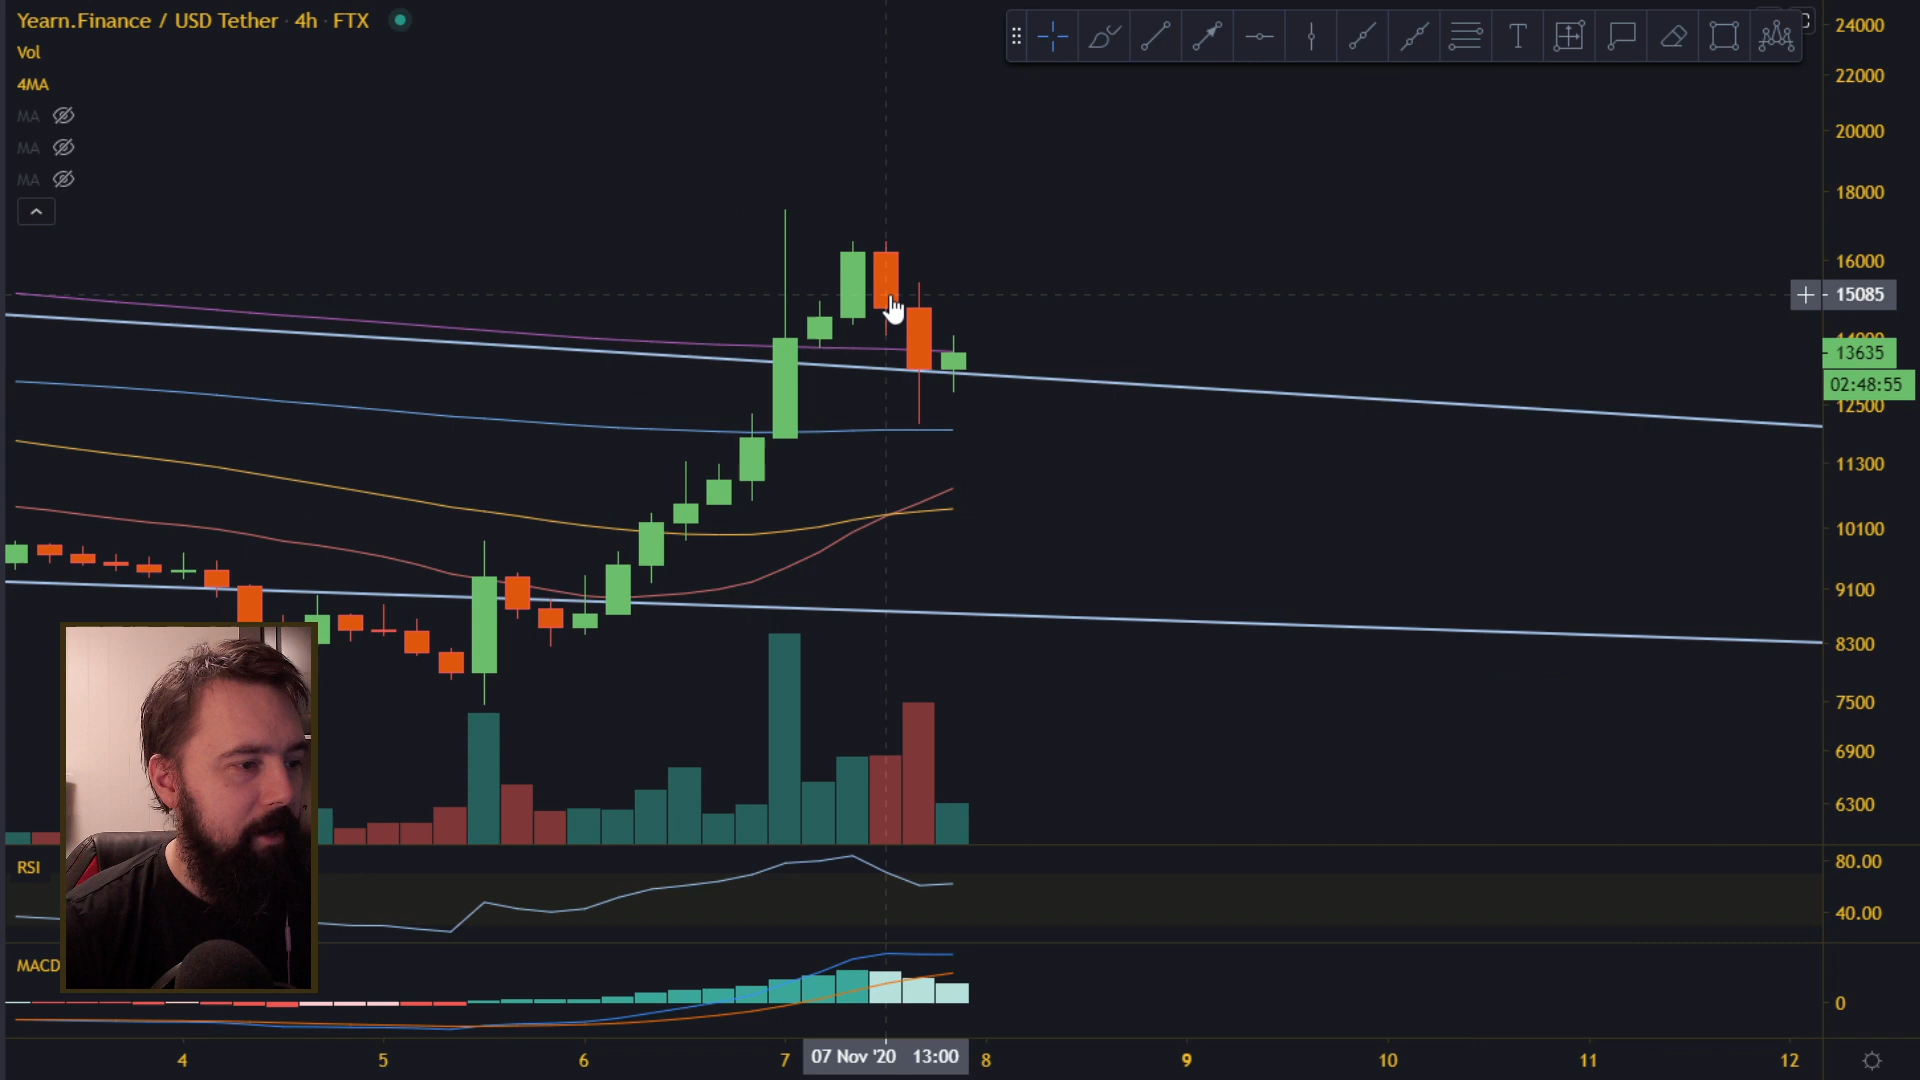 Yearn.Finance / USD Tether · 4h · FTX
Vol
4MA
MA
MA
MA
T
24000
22000
20000
18000
16000
15085
13635
02:48:55
12500
11300
10100
9100
8300
7500
6900
6300
RSI
80.00
40.00
MACD
0
4
5
6
7
07 Nov '20 13:00
8
9
10
11
12